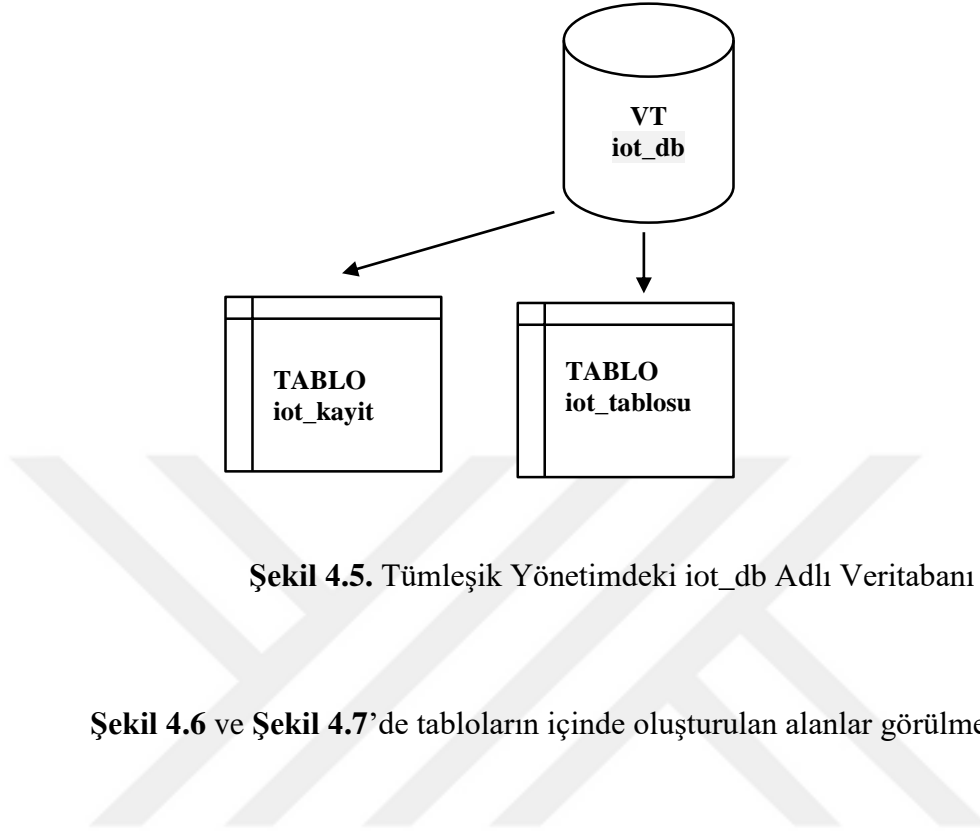 VT
iot_db
TABLO
iot_kayit
TABLO
iot_tablosu
Şekil 4.5. Tümleşik Yönetimdeki iot_db Adlı Veritabanı
Şekil 4.6 ve Şekil 4.7’de tabloların içinde oluşturulan alanlar görülme